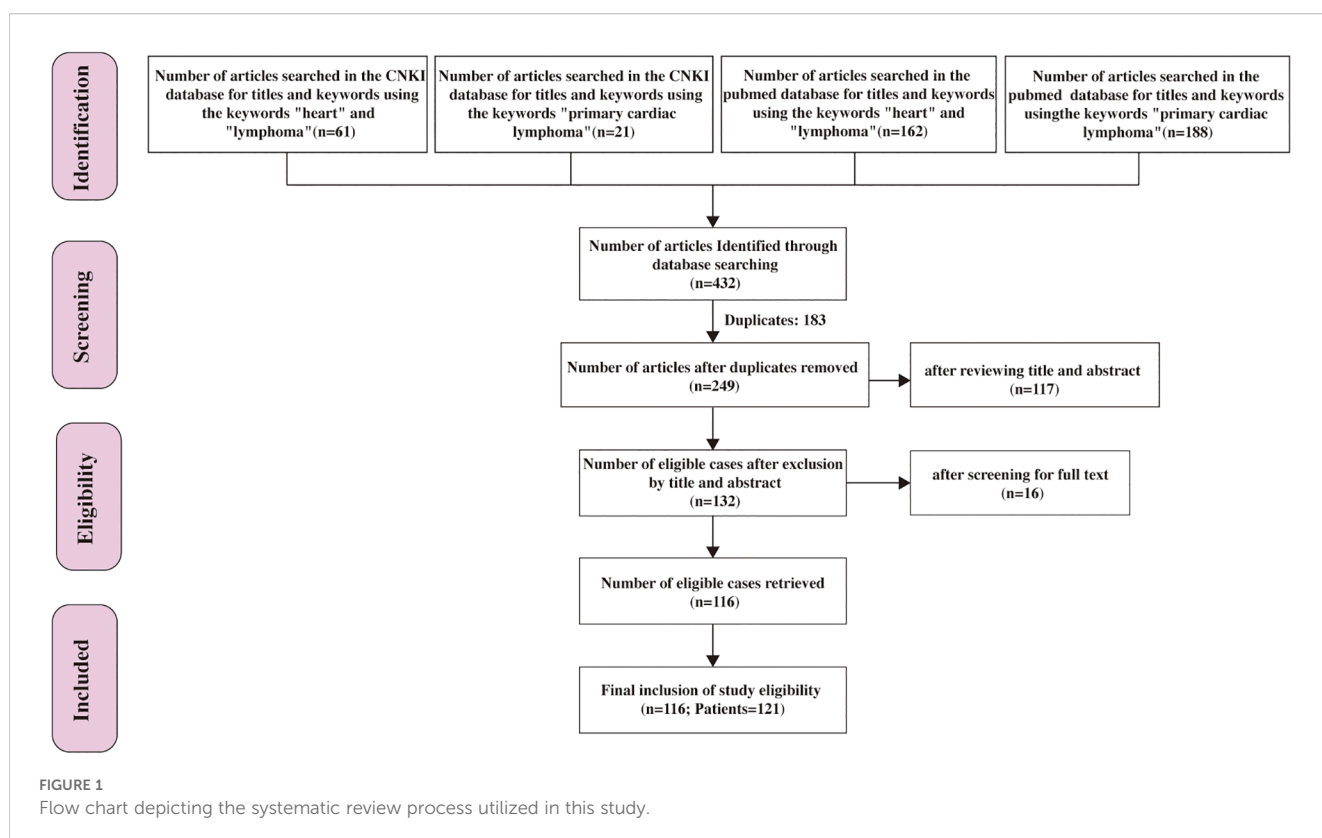 Identification
Number of articles searched in the CNKI
database for titles and keywords using
the keywords "heart" and
"lymphoma"(n=61)
Number of articles searched in the CNKI
database for titles and keywords using
the keywords "primary cardiac
lymphoma"(n=21)
Number of articles searched in the
pubmed database for titles and keywords
using the keywords "heart" and
"lymphoma"(n=162)
Number of articles searched in the
pubmed database for titles and keywords
usingthe keywords "primary cardiac
lymphoma"(n=188)
Screening
Number of articles Identified through
database searching
(n=432)
Duplicates: 183
Number of articles after duplicates removed
(n=249)
after reviewing title and abstract
(n=117)
Eligibility
Number of eligible cases after exclusion
by title and abstract
(n=132)
after screening for full text
(n=16)
Number of eligible cases retrieved
(n=116)
Included
Final inclusion of study eligibility
(n=116; Patients=121)
FIGURE 1
Flow chart depicting the systematic review process utilized in this study.